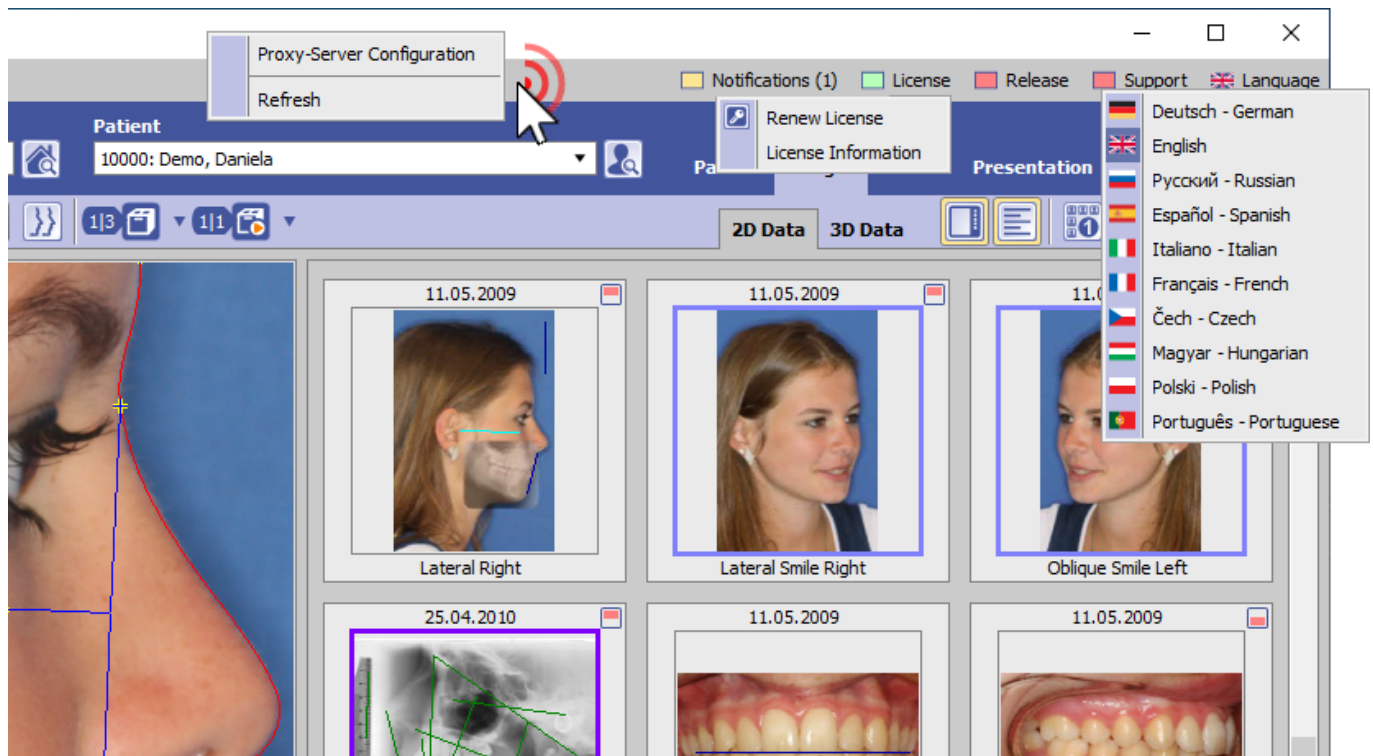 Proxy-Server Configuration
Refresh
Notifications (1)
License
Release
Support
Language
Renew License
License Information
Deutsch - German
English
Русский - Russian
Español - Spanish
Italiano - Italian
Français - French
Čech - Czech
Magyar - Hungarian
Polski - Polish
Português - Portuguese
Patient
10000: Demo, Daniela
Presentation
1|3
1|1
2D Data
3D Data
1
11.05.2009
11.05.2009
Lateral Right
Lateral Smile Right
Oblique Smile Left
25.04.2010
11.05.2009
11.05.2009